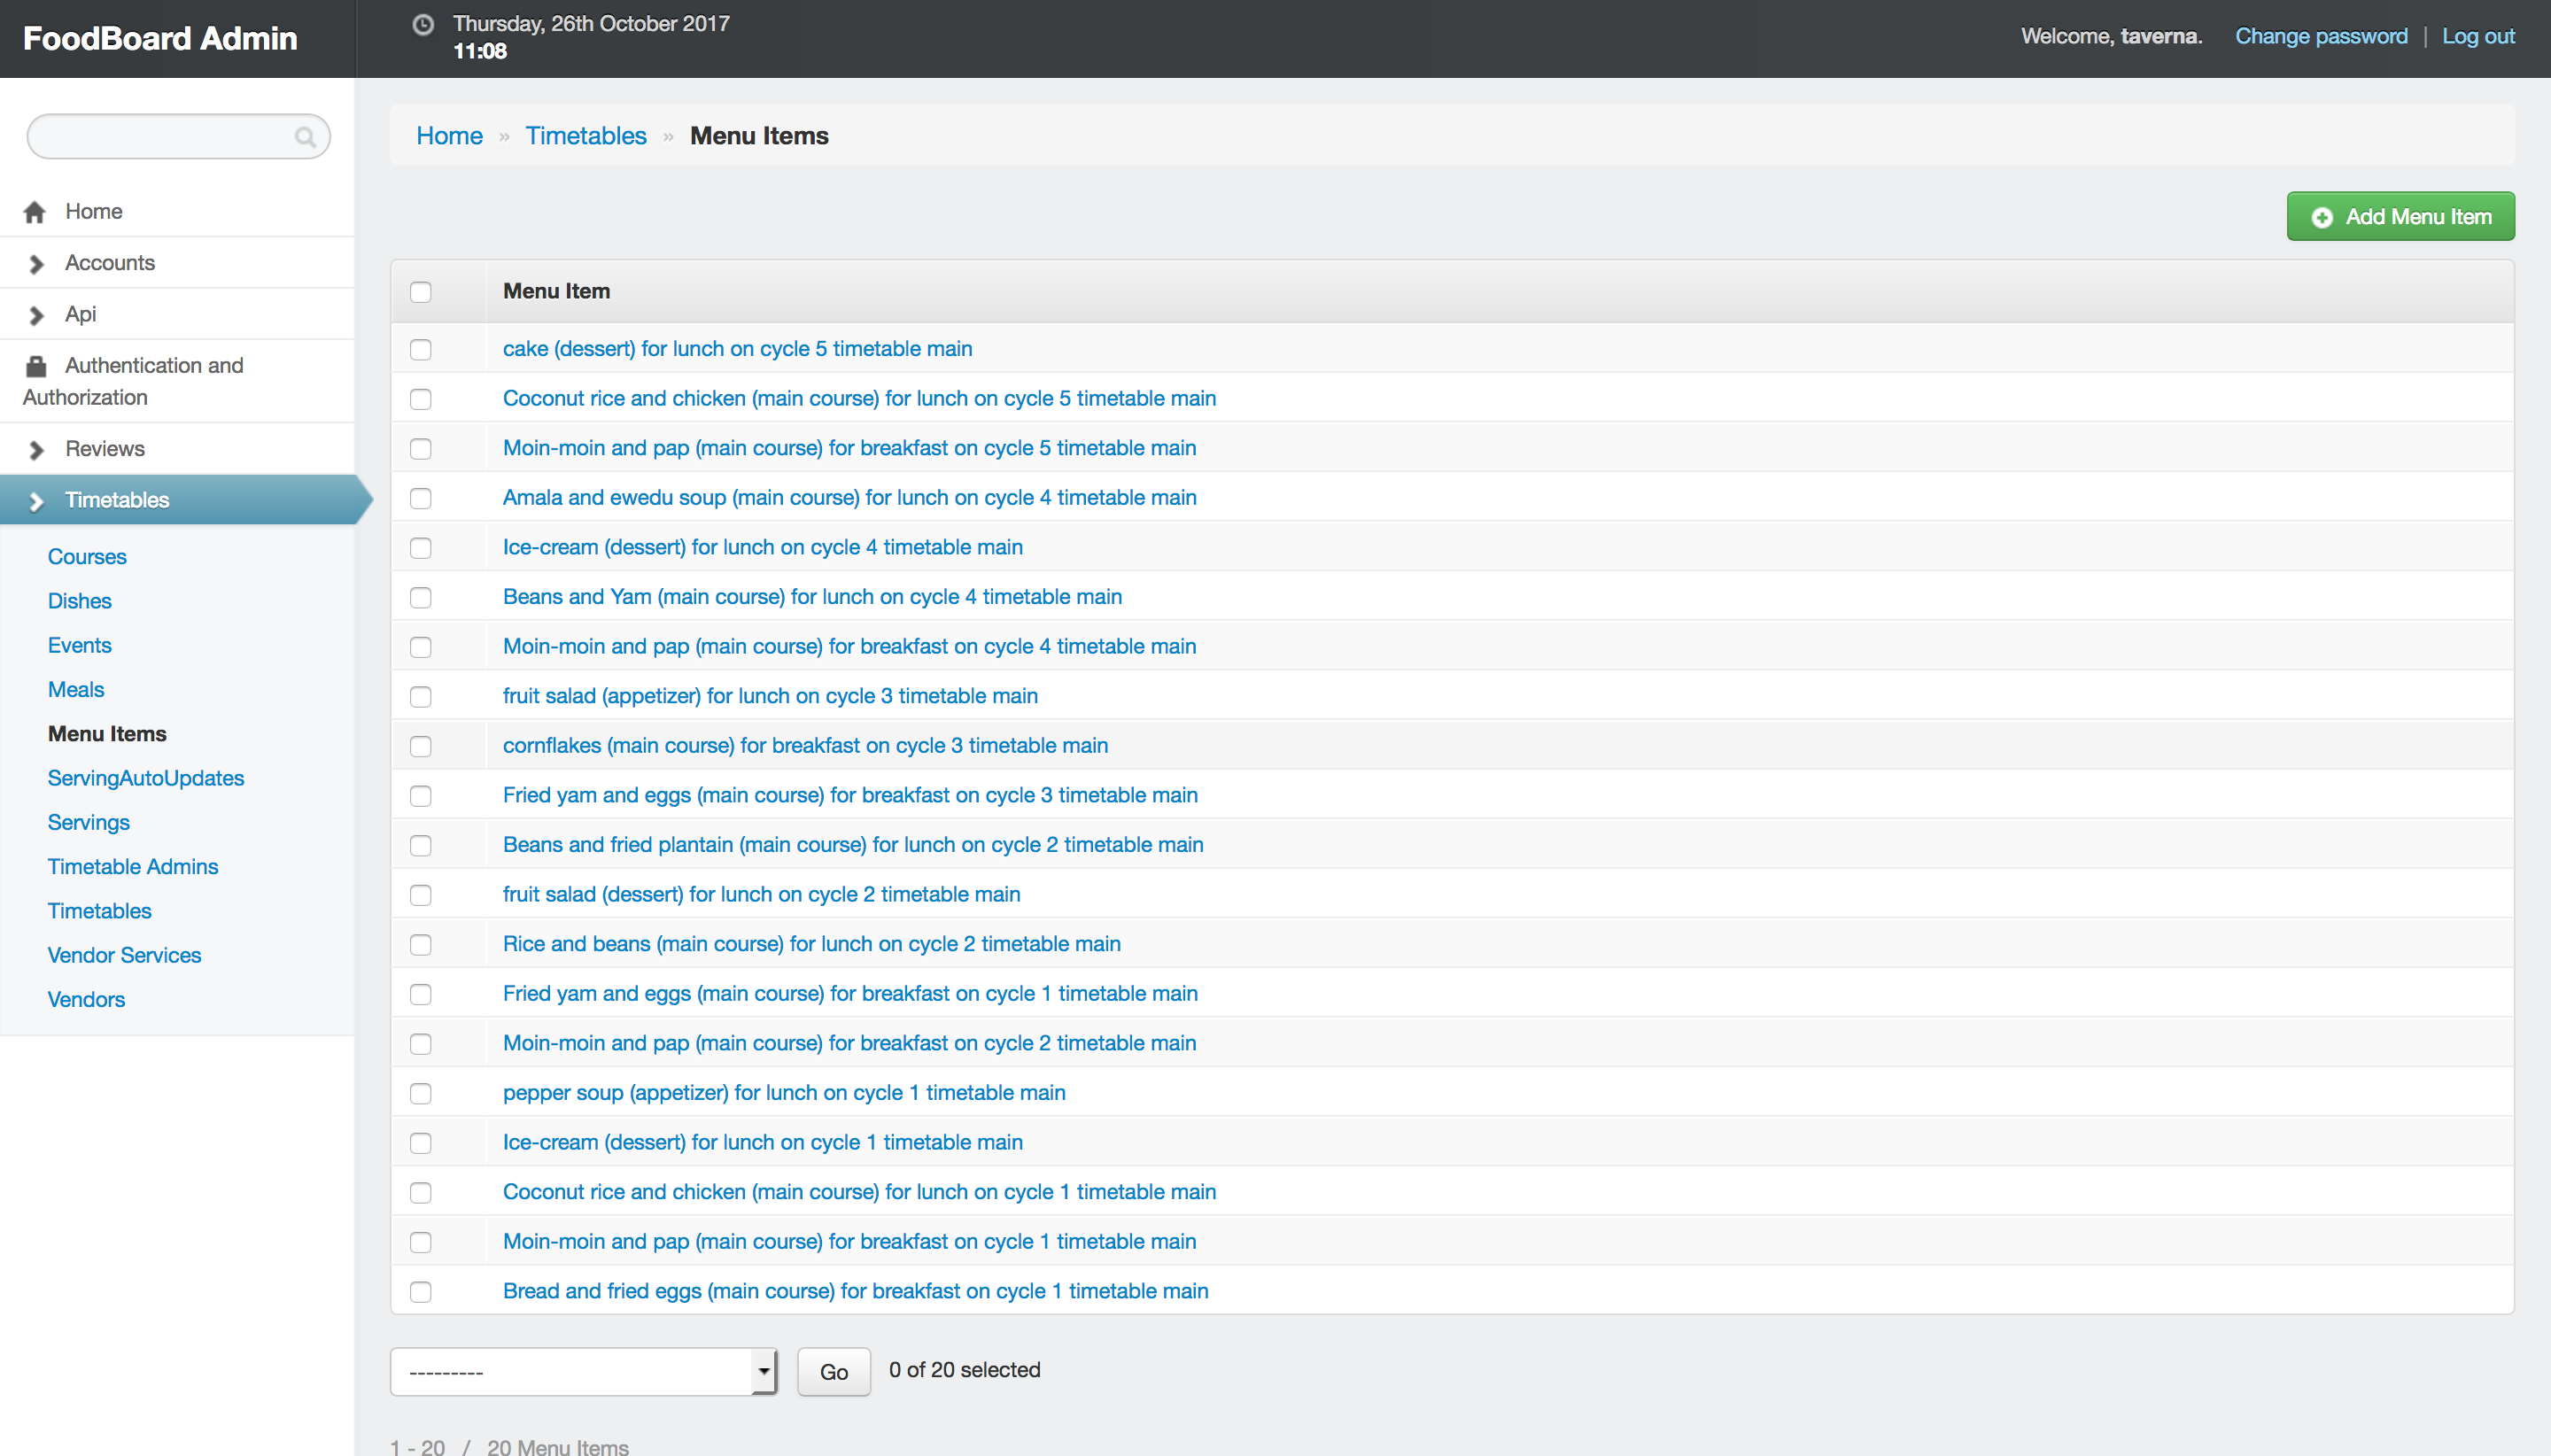 FoodBoard Admin
Thursday, 26th October 2017
11:08
Welcome, taverna. Change password | Log out
Home » Timetables » Menu Items
Home
Accounts
Api
Authentication and
Authorization
Reviews
Timetables
Courses
Dishes
Events
Meals
Menu Items
ServingAutoUpdates
Servings
Timetable Admins
Timetables
Vendor Services
Vendors
Add Menu Item
Menu Item
cake (dessert) for lunch on cycle 5 timetable main
Coconut rice and chicken (main course) for lunch on cycle 5 timetable main
Moin-moin and pap (main course) for breakfast on cycle 5 timetable main
Amala and ewedu soup (main course) for lunch on cycle 4 timetable main
Ice-cream (dessert) for lunch on cycle 4 timetable main
Beans and Yam (main course) for lunch on cycle 4 timetable main
Moin-moin and pap (main course) for breakfast on cycle 4 timetable main
fruit salad (appetizer) for lunch on cycle 3 timetable main
cornflakes (main course) for breakfast on cycle 3 timetable main
Fried yam and eggs (main course) for breakfast on cycle 3 timetable main
Beans and fried plantain (main course) for lunch on cycle 2 timetable main
fruit salad (dessert) for lunch on cycle 2 timetable main
Rice and beans (main course) for lunch on cycle 2 timetable main
Fried yam and eggs (main course) for breakfast on cycle 1 timetable main
Moin-moin and pap (main course) for breakfast on cycle 2 timetable main
pepper soup (appetizer) for lunch on cycle 1 timetable main
Ice-cream (dessert) for lunch on cycle 1 timetable main
Coconut rice and chicken (main course) for lunch on cycle 1 timetable main
Moin-moin and pap (main course) for breakfast on cycle 1 timetable main
Bread and fried eggs (main course) for breakfast on cycle 1 timetable main
--------- Go 0 of 20 selected
1 - 20 / 20 Menu Items